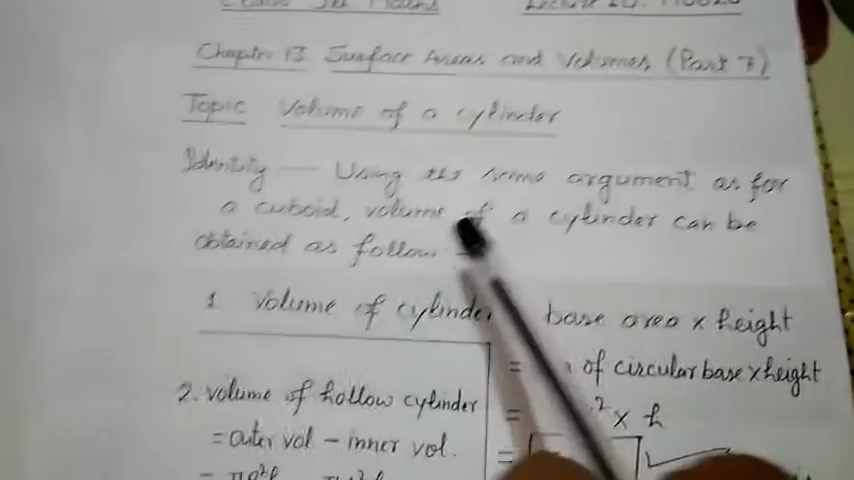 Chapter 13 Surface Areas and Volumes (Part 7)
Topic Volume of a cylinder
Identity — Using the same argument as for
a cuboid, volume of a cylinder can be
obtained as follow
1 Volume of cylinder base area x height
= of circular base x height
2. volume of hollow cylinder
= 2 x h
= outer vol - inner vol.